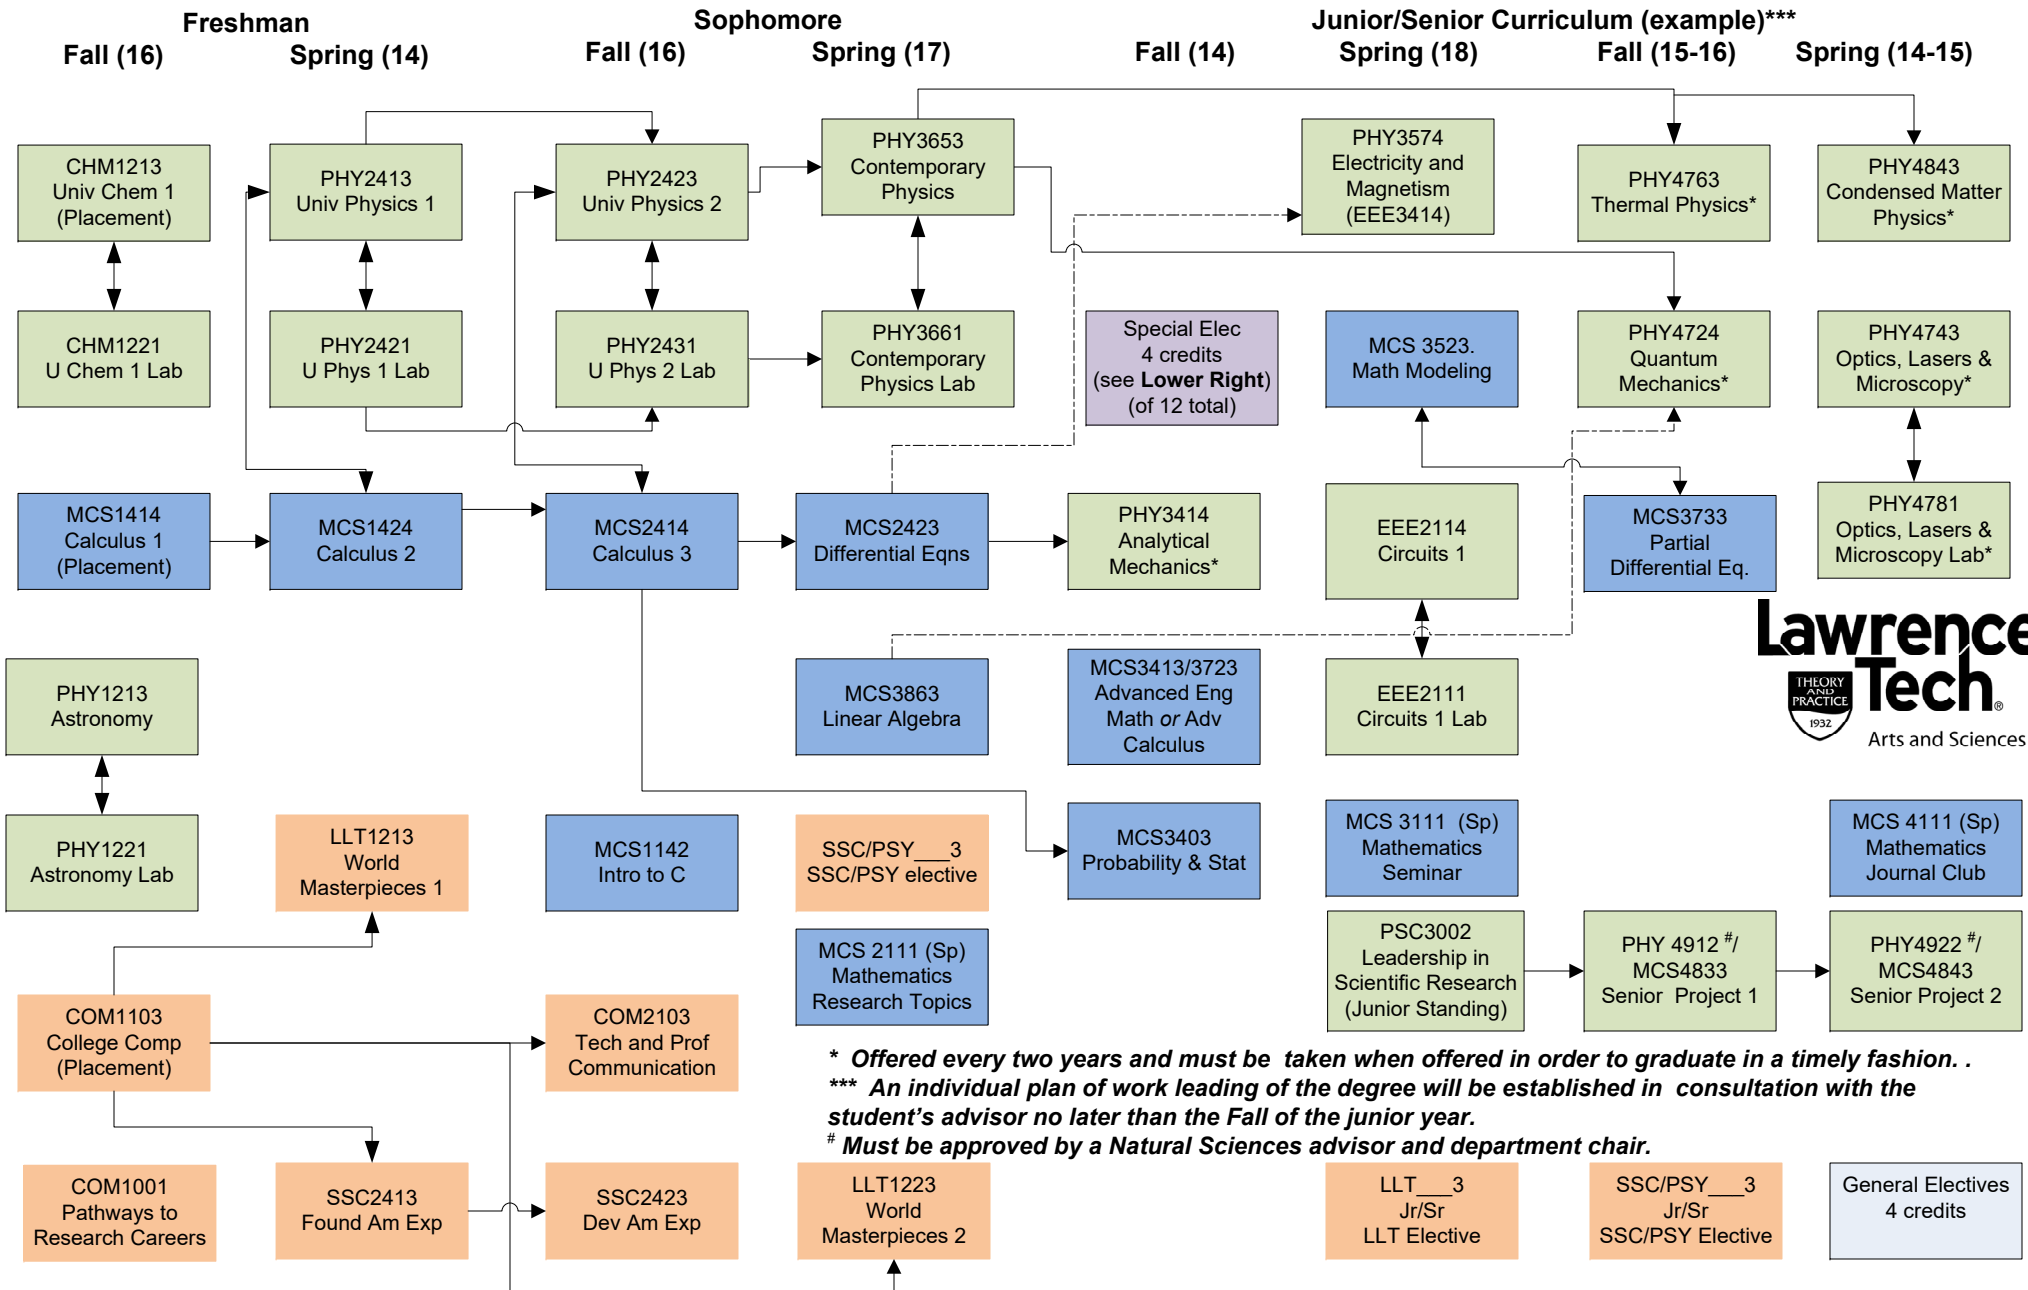 Freshman
Sophomore
Junior/Senior Curriculum (example)***
Fall (16)
Spring (14)
Fall (16)
Spring (17)
Fall (14)
Spring (18)
Fall (15-16)
Spring (14-15)
CHM1213
Univ Chem 1
(Placement)
PHY2413
Univ Physics 1
PHY2423
Univ Physics 2
PHY3653
Contemporary
Physics
PHY3574
Electricity and
Magnetism
(EEE3414)
PHY4763
Thermal Physics*
PHY4843
Condensed Matter
Physics*
CHM1221
U Chem 1 Lab
PHY2421
U Phys 1 Lab
PHY2431
U Phys 2 Lab
PHY3661
Contemporary
Physics Lab
Special Elec
4 credits
(see Lower Right)
(of 12 total)
MCS 3523.
Math Modeling
PHY4724
Quantum
Mechanics*
PHY4743
Optics, Lasers &
Microscopy*
MCS1414
Calculus 1
(Placement)
MCS1424
Calculus 2
MCS2414
Calculus 3
MCS2423
Differential Eqns
PHY3414
Analytical
Mechanics*
EEE2114
Circuits 1
MCS3733
Partial
Differential Eq.
PHY4781
Optics, Lasers &
Microscopy Lab*
Lawrence
Tech®
THEORY
AND
PRACTICE
1932
Arts and Sciences
PHY1213
Astronomy
MCS3863
Linear Algebra
MCS3413/3723
Advanced Eng
Math or Adv
Calculus
EEE2111
Circuits 1 Lab
PHY1221
Astronomy Lab
LLT1213
World
Masterpieces 1
MCS1142
Intro to C
SSC/PSY___3
SSC/PSY elective
MCS3403
Probability & Stat
MCS 3111 (Sp)
Mathematics
Seminar
MCS 4111 (Sp)
Mathematics
Journal Club
MCS 2111 (Sp)
Mathematics
Research Topics
PSC3002
Leadership in
Scientific Research
(Junior Standing)
PHY 4912 #/
MCS4833
Senior Project 1
PHY4922 #/
MCS4843
Senior Project 2
COM1103
College Comp
(Placement)
COM2103
Tech and Prof
Communication
* Offered every two years and must be taken when offered in order to graduate in a timely fashion. .
*** An individual plan of work leading of the degree will be established in consultation with the
student's advisor no later than the Fall of the junior year.
# Must be approved by a Natural Sciences advisor and department chair.
COM1001
Pathways to
Research Careers
SSC2413
Found Am Exp
SSC2423
Dev Am Exp
LLT1223
World
Masterpieces 2
LLT___3
Jr/Sr
LLT Elective
SSC/PSY___3
Jr/Sr
SSC/PSY Elective
General Electives
4 credits